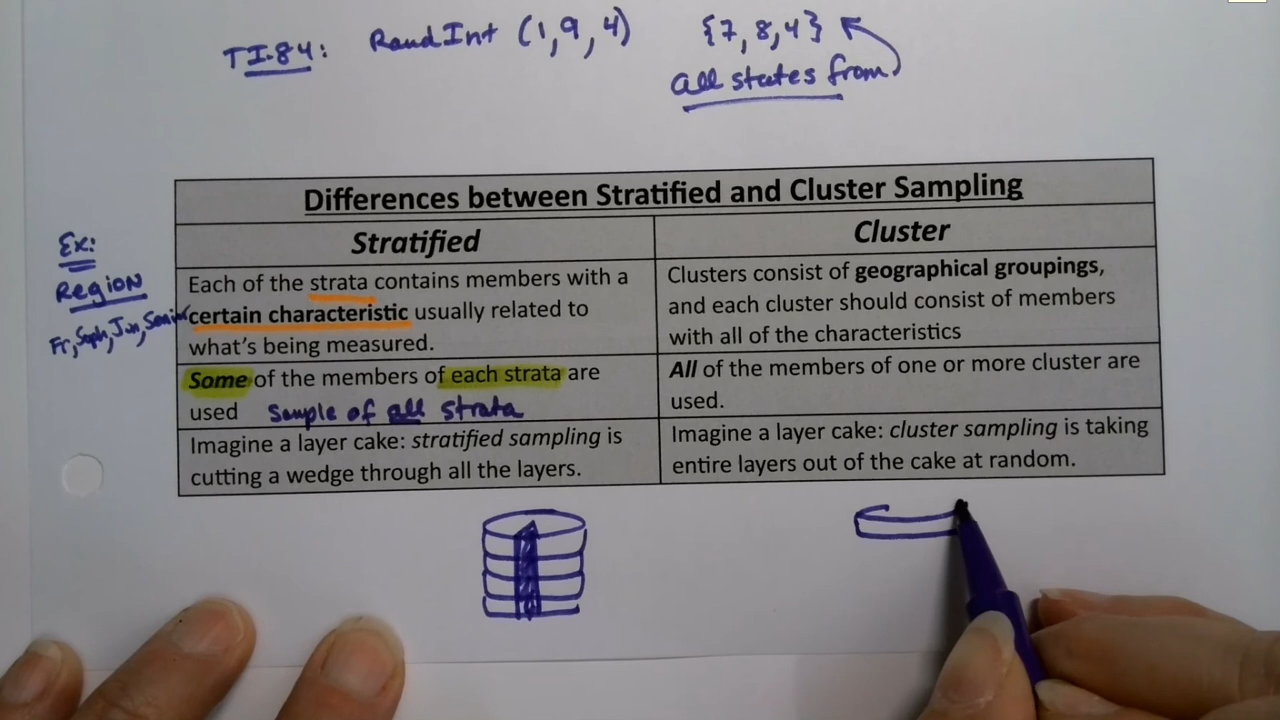 TI-84: RandInt (1,9,4) {7,8,4}
all states from
Differences between Stratified and Cluster Sampling
Stratified
Cluster
Ex:
Region
Fr, Soph, Jun, Senior
Each of the strata contains members with a
certain characteristic usually related to
what's being measured.
Clusters consist of geographical groupings,
and each cluster should consist of members
with all of the characteristics
Some of the members of each strata are
used Sample of all strata
All of the members of one or more cluster are
used.
Imagine a layer cake: stratified sampling is
cutting a wedge through all the layers.
Imagine a layer cake: cluster sampling is taking
entire layers out of the cake at random.